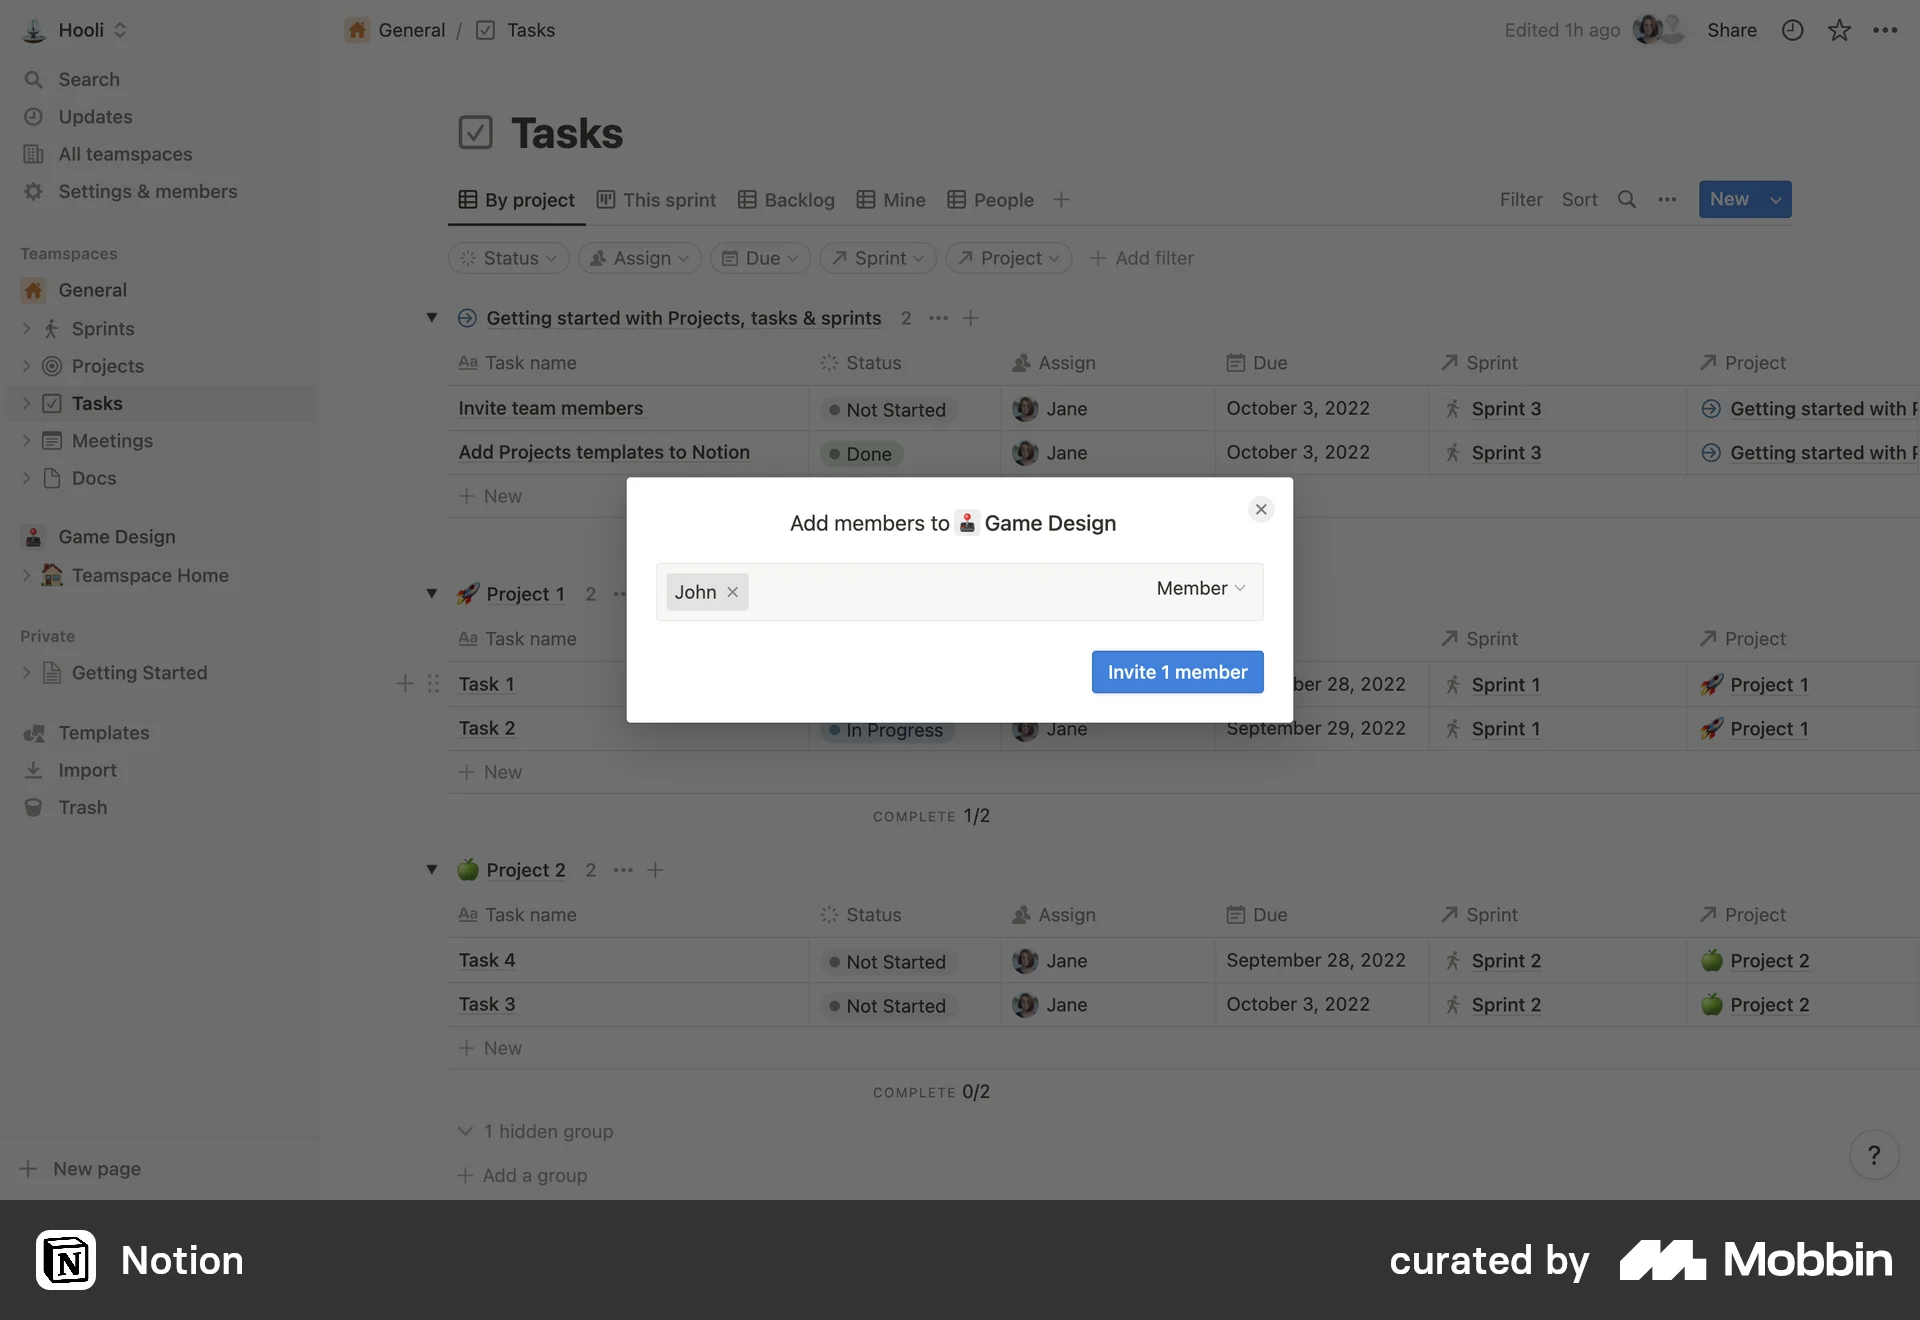 Hooli
General / Tasks
Edited 1h ago
Share
Search
Updates
All teamspaces
Settings & members
Teamspaces
General
Sprints
Projects
Tasks
Meetings
Docs
Game Design
Teamspace Home
Private
Getting Started
Templates
Import
Trash
New page
Tasks
By project This sprint Backlog Mine People
Filter Sort New
Status Assign Due Sprint Project Add filter
Getting started with Projects, tasks & sprints 2
Aa Task name Status Assign Due Sprint Project
Invite team members Not Started Jane October 3, 2022 Sprint 3 Getting started with P
Add Projects templates to Notion Done Jane October 3, 2022 Sprint 3 Getting started with P
New
Add members to Game Design
John
Member
Invite 1 member
Project 1 2
Aa Task name Sprint Project
Task 1 ber 28, 2022 Sprint 1 Project 1
Task 2 In Progress Jane September 29, 2022 Sprint 1 Project 1
New
COMPLETE 1/2
Project 2 2
Aa Task name Status Assign Due Sprint Project
Task 4 Not Started Jane September 28, 2022 Sprint 2 Project 2
Task 3 Not Started Jane October 3, 2022 Sprint 2 Project 2
New
COMPLETE 0/2
1 hidden group
Add a group
?
Notion
curated by Mobbin